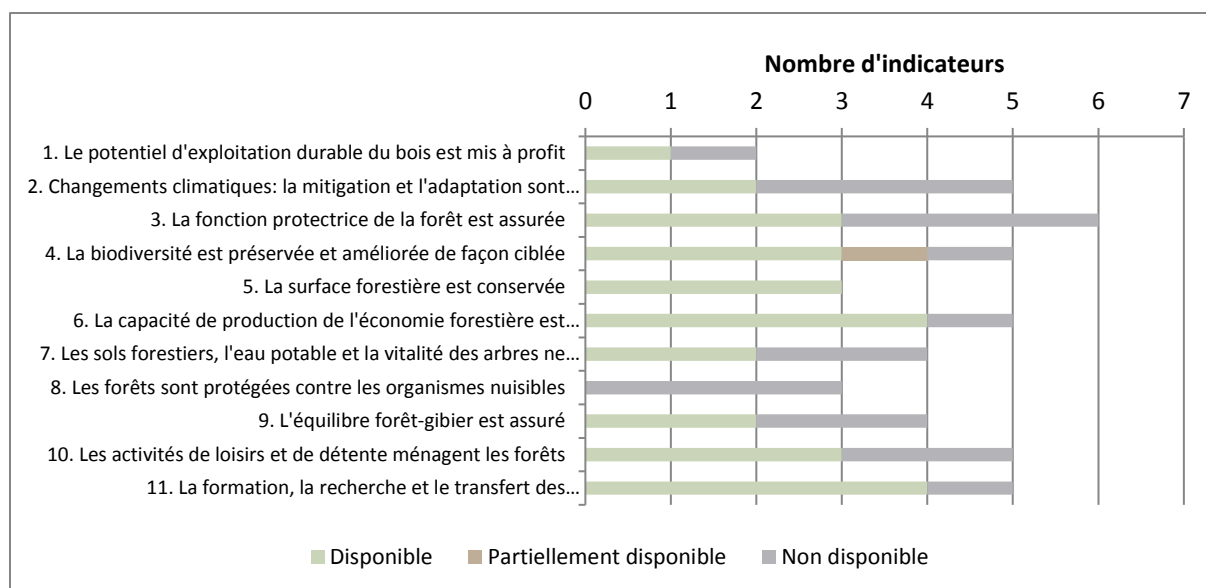 Nombre d'indicateurs
0 1 2 3 4 5 6 7
1. Le potentiel d'exploitation durable du bois est mis à profit
2. Changements climatiques: la mitigation et l'adaptation sont…
3. La fonction protectrice de la forêt est assurée
4. La biodiversité est préservée et améliorée de façon ciblée
5. La surface forestière est conservée
6. La capacité de production de l'économie forestière est…
7. Les sols forestiers, l'eau potable et la vitalité des arbres ne…
8. Les forêts sont protégées contre les organismes nuisibles
9. L'équilibre forêt-gibier est assuré
10. Les activités de loisirs et de détente ménagent les forêts
11. La formation, la recherche et le transfert des…
Disponible Partiellement disponible Non disponible